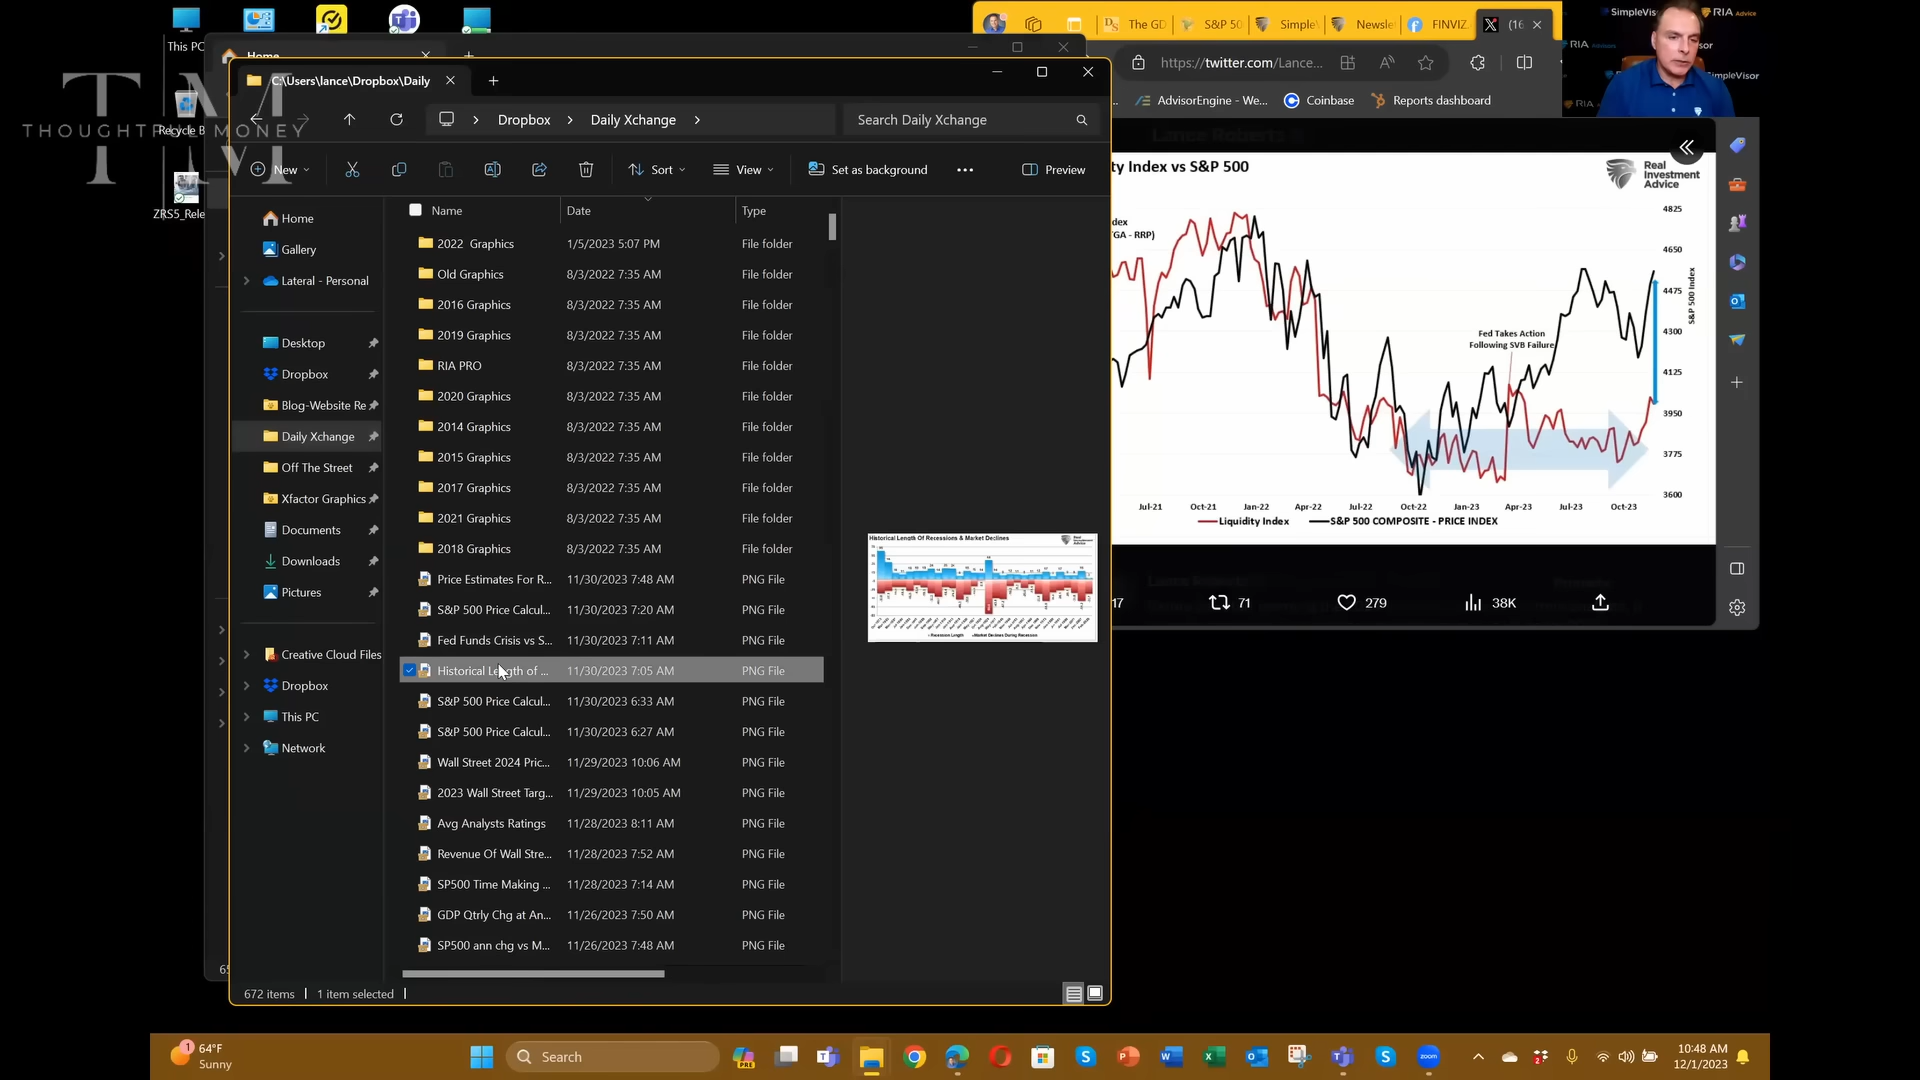 This PC
Home
C:\Users\lance\Dropbox\Daily
The GD
S&P 50
Simple\
Newsle
FINVIZ
(16
SimpleVisor
RIA Advice
https://twitter.com/Lance...
AdvisorEngine - We...
Coinbase
Reports dashboard
THOUGHTFUL MONEY
TM
Recycle B
ZRS5_Rele
Dropbox
Daily Xchange
Search Daily Xchange
New
Sort
View
Set as background
Preview
Home
Gallery
Lateral - Personal
Desktop
Dropbox
Blog-Website Re
Daily Xchange
Off The Street
Xfactor Graphics
Documents
Downloads
Pictures
Creative Cloud Files
Dropbox
This PC
Network
Name Date Type
2022 Graphics 1/5/2023 5:07 PM File folder
Old Graphics 8/3/2022 7:35 AM File folder
2016 Graphics 8/3/2022 7:35 AM File folder
2019 Graphics 8/3/2022 7:35 AM File folder
RIA PRO 8/3/2022 7:35 AM File folder
2020 Graphics 8/3/2022 7:35 AM File folder
2014 Graphics 8/3/2022 7:35 AM File folder
2015 Graphics 8/3/2022 7:35 AM File folder
2017 Graphics 8/3/2022 7:35 AM File folder
2021 Graphics 8/3/2022 7:35 AM File folder
2018 Graphics 8/3/2022 7:35 AM File folder
Price Estimates For R... 11/30/2023 7:48 AM PNG File
S&P 500 Price Calcul... 11/30/2023 7:20 AM PNG File
Fed Funds Crisis vs S... 11/30/2023 7:11 AM PNG File
Historical Length of ... 11/30/2023 7:05 AM PNG File
S&P 500 Price Calcul... 11/30/2023 6:33 AM PNG File
S&P 500 Price Calcul... 11/30/2023 6:27 AM PNG File
Wall Street 2024 Pric... 11/29/2023 10:06 AM PNG File
2023 Wall Street Targ... 11/29/2023 10:05 AM PNG File
Avg Analysts Ratings 11/28/2023 8:11 AM PNG File
Revenue Of Wall Stre... 11/28/2023 7:52 AM PNG File
SP500 Time Making ... 11/28/2023 7:14 AM PNG File
GDP Qtrly Chg at An... 11/26/2023 7:50 AM PNG File
SP500 ann chg vs M... 11/26/2023 7:48 AM PNG File
672 items 1 item selected
Historical Length Of Recessions & Market Declines
Recession Length Market Declines During Recession
Lance Roberts
ty Index vs S&P 500
Real
Investment
Advice
dex
GA - RRP)
4825
4650
4475
4300
4125
3950
3775
3600
S&P 500 Index
Fed Takes Action
Following SVB Failure
Jul-21 Oct-21 Jan-22 Apr-22 Jul-22 Oct-22 Jan-23 Apr-23 Jul-23 Oct-23
Liquidity Index S&P 500 COMPOSITE - PRICE INDEX
17 71 279 38K
1
64°F
Sunny
Search
PRE
zoom
10:48 AM
12/1/2023